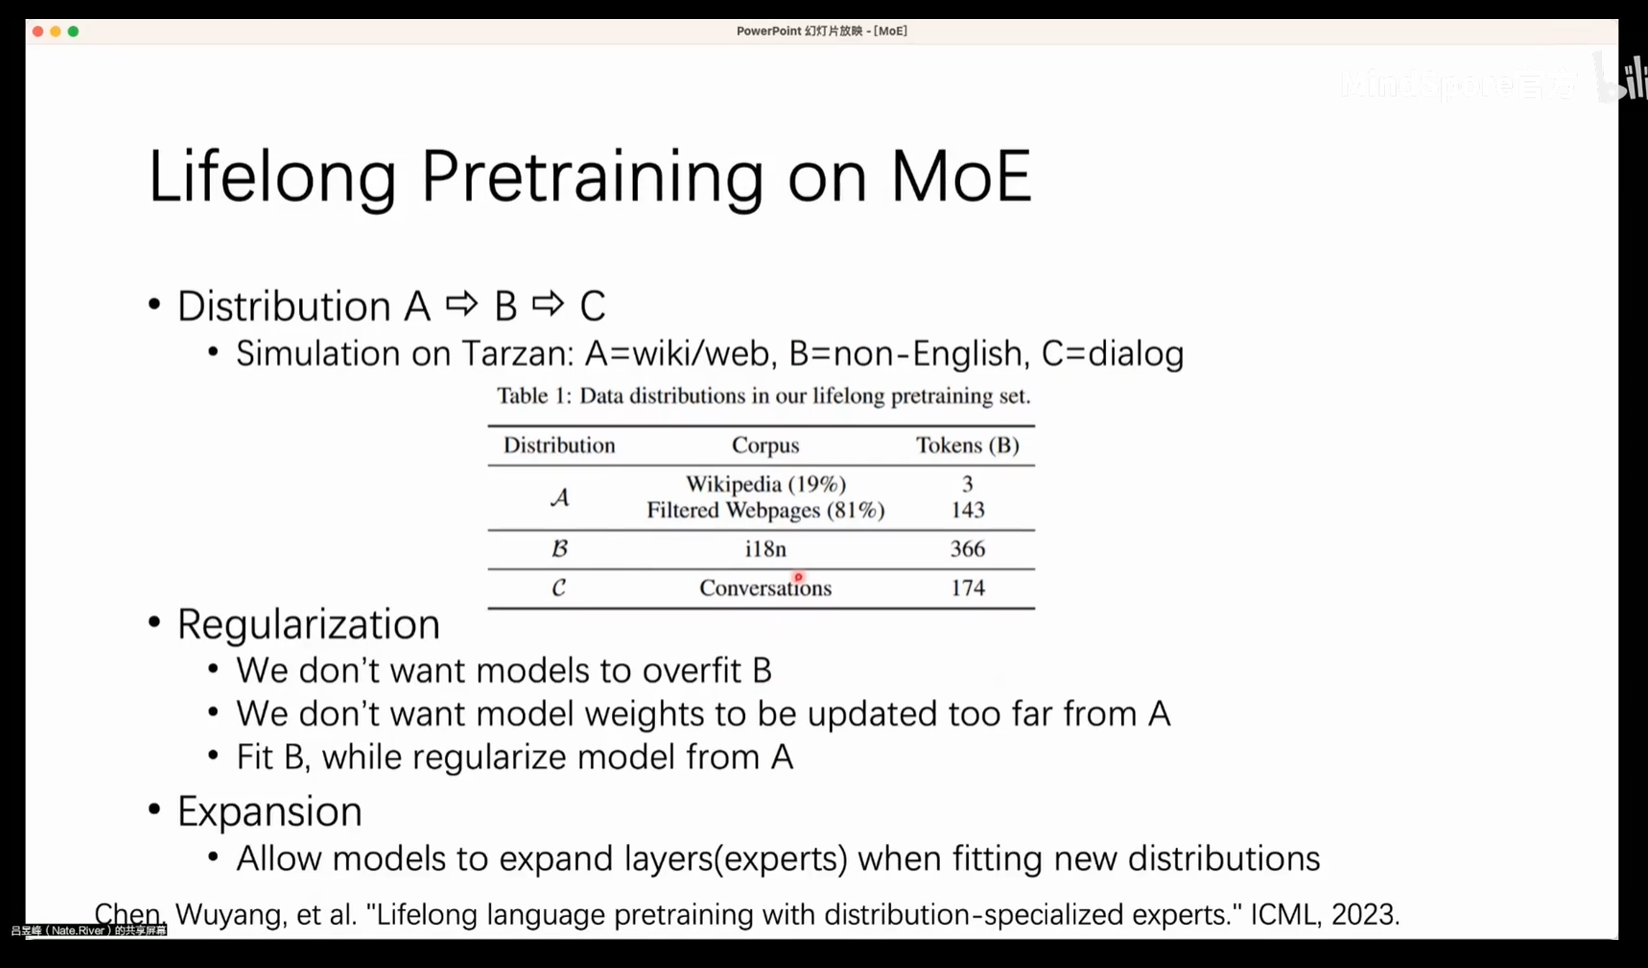 PowerPoint 幻灯片放映 - [MoE]
MindSpore官方
bili
Lifelong Pretraining on MoE
• Distribution A ⇨ B ⇨ C
• Simulation on Tarzan: A=wiki/web, B=non-English, C=dialog
Table 1: Data distributions in our lifelong pretraining set.
Distribution Corpus Tokens (B)
𝒜 Wikipedia (19%) 3
Filtered Webpages (81%) 143
ℬ i18n 366
𝒞 Conversations 174
• Regularization
• We don’t want models to overfit B
• We don’t want model weights to be updated too far from A
• Fit B, while regularize model from A
• Expansion
• Allow models to expand layers(experts) when fitting new distributions
Chen, Wuyang, et al. "Lifelong language pretraining with distribution-specialized experts." ICML, 2023.
吕昱峰（Nate.River）的共享屏幕